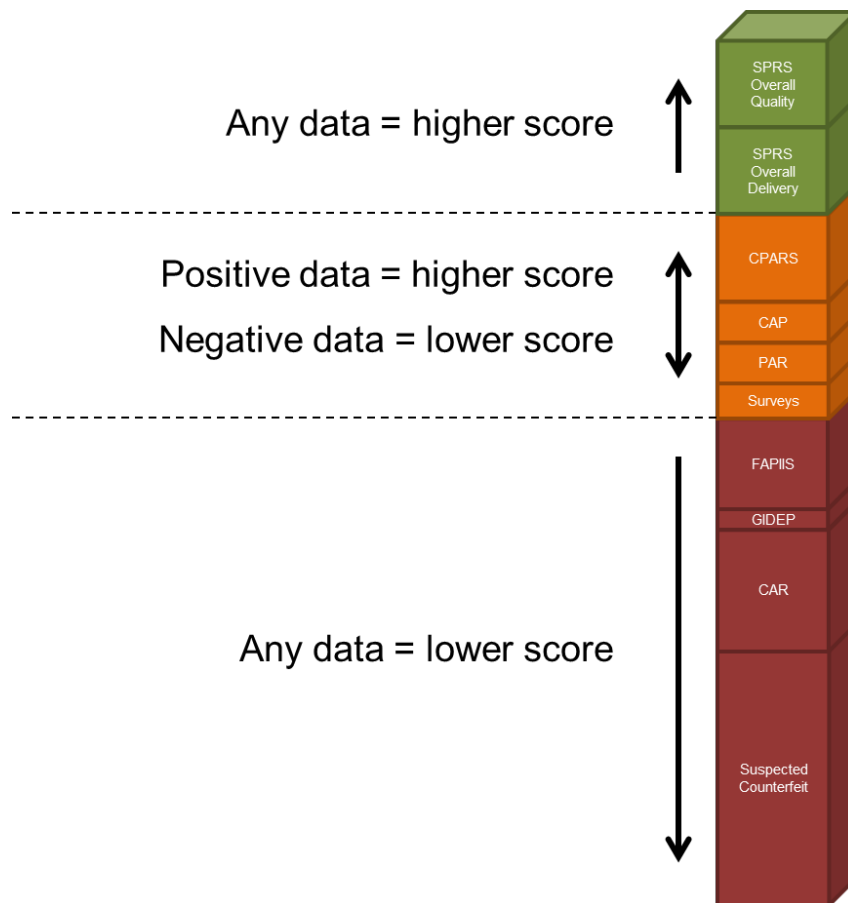 SPRS
Overall
Quality
Any data = higher score
SPRS
Overall
Delivery
CPARS
Positive data = higher score
CAP
Negative data = lower score
PAR
Surveys
FAPIIS
GIDEP
CAR
Any data = lower score
Suspected
Counterfeit